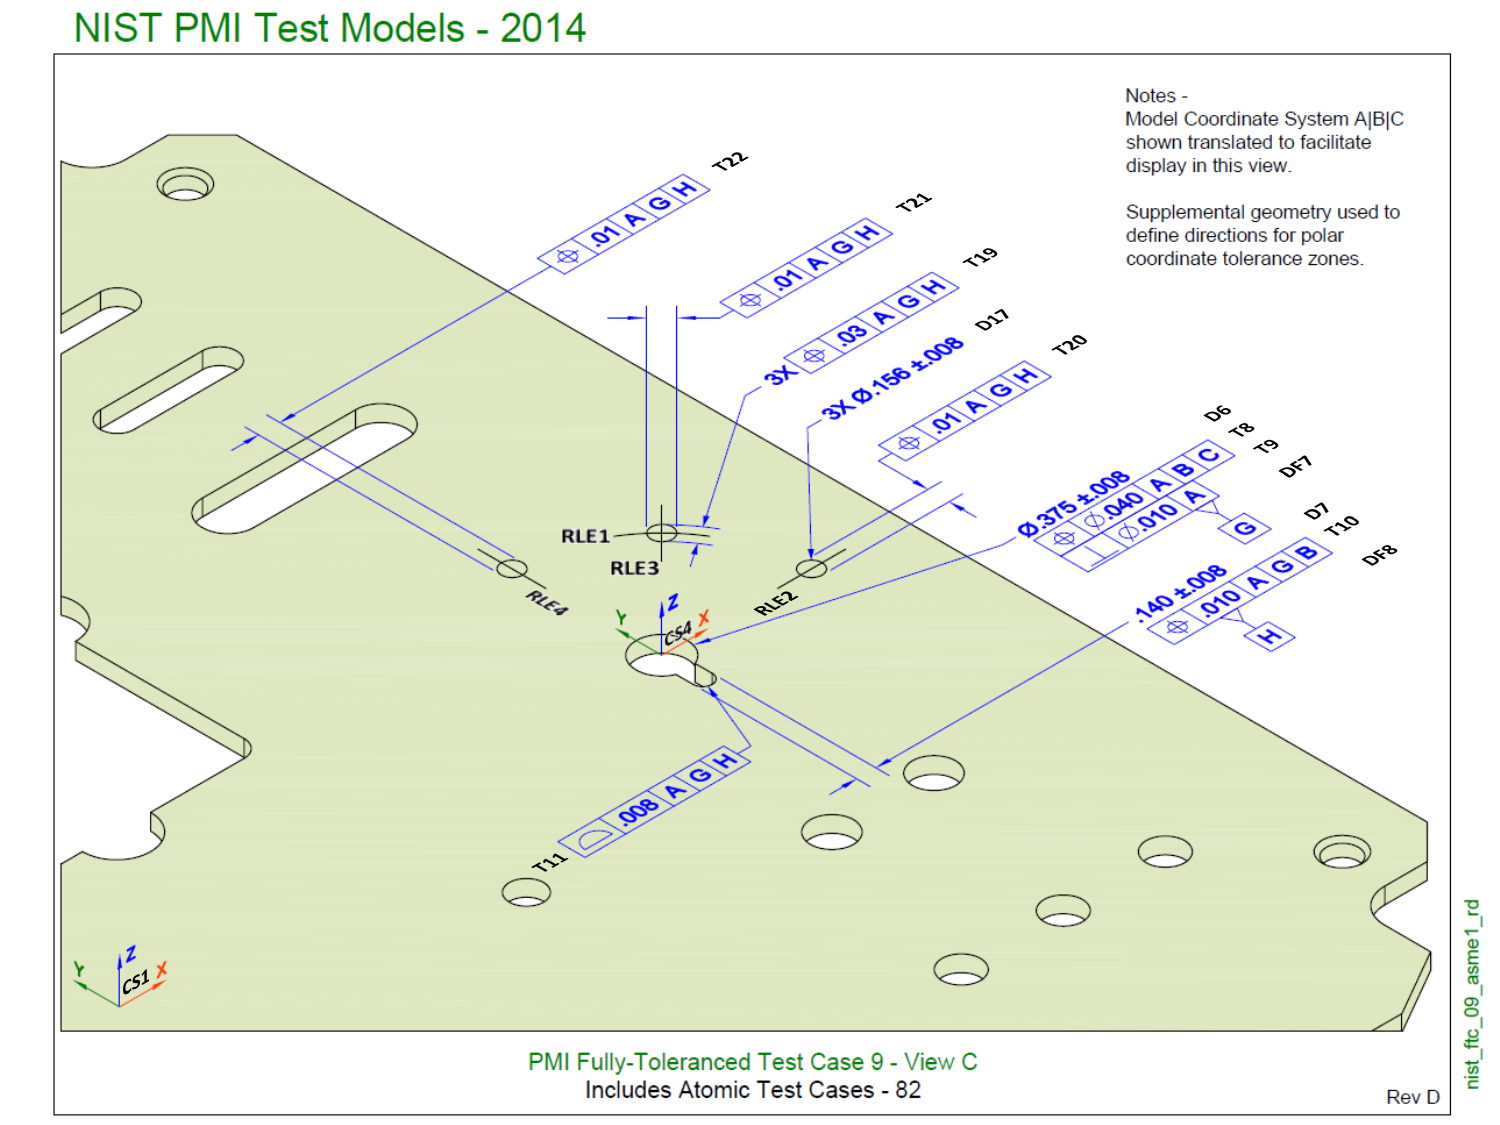 NIST PMI Test Models - 2014
Notes -
Model Coordinate System A|B|C
shown translated to facilitate
display in this view.
Supplemental geometry used to
define directions for polar
coordinate tolerance zones.
T22
.01 A G H
T21
.01 A G H
T19
3X .03 A G H
D17
3X Ø.156 ±.008
T20
.01 A G H
D6
T8
T9
DF7
Ø.375 ±.008
⌖ Ø.040 A B C
⊥ Ø.010 A
G
D7
T10
DF8
.140 ±.008
⌖ .010 A G B
H
RLE1
RLE3
RLE4
RLE2
Z
Y
X
CS4
.008 A G H
T11
Z
Y
X
CS1
PMI Fully-Toleranced Test Case 9 - View C
Includes Atomic Test Cases - 82
Rev D
nist_ftc_09_asme1_rd